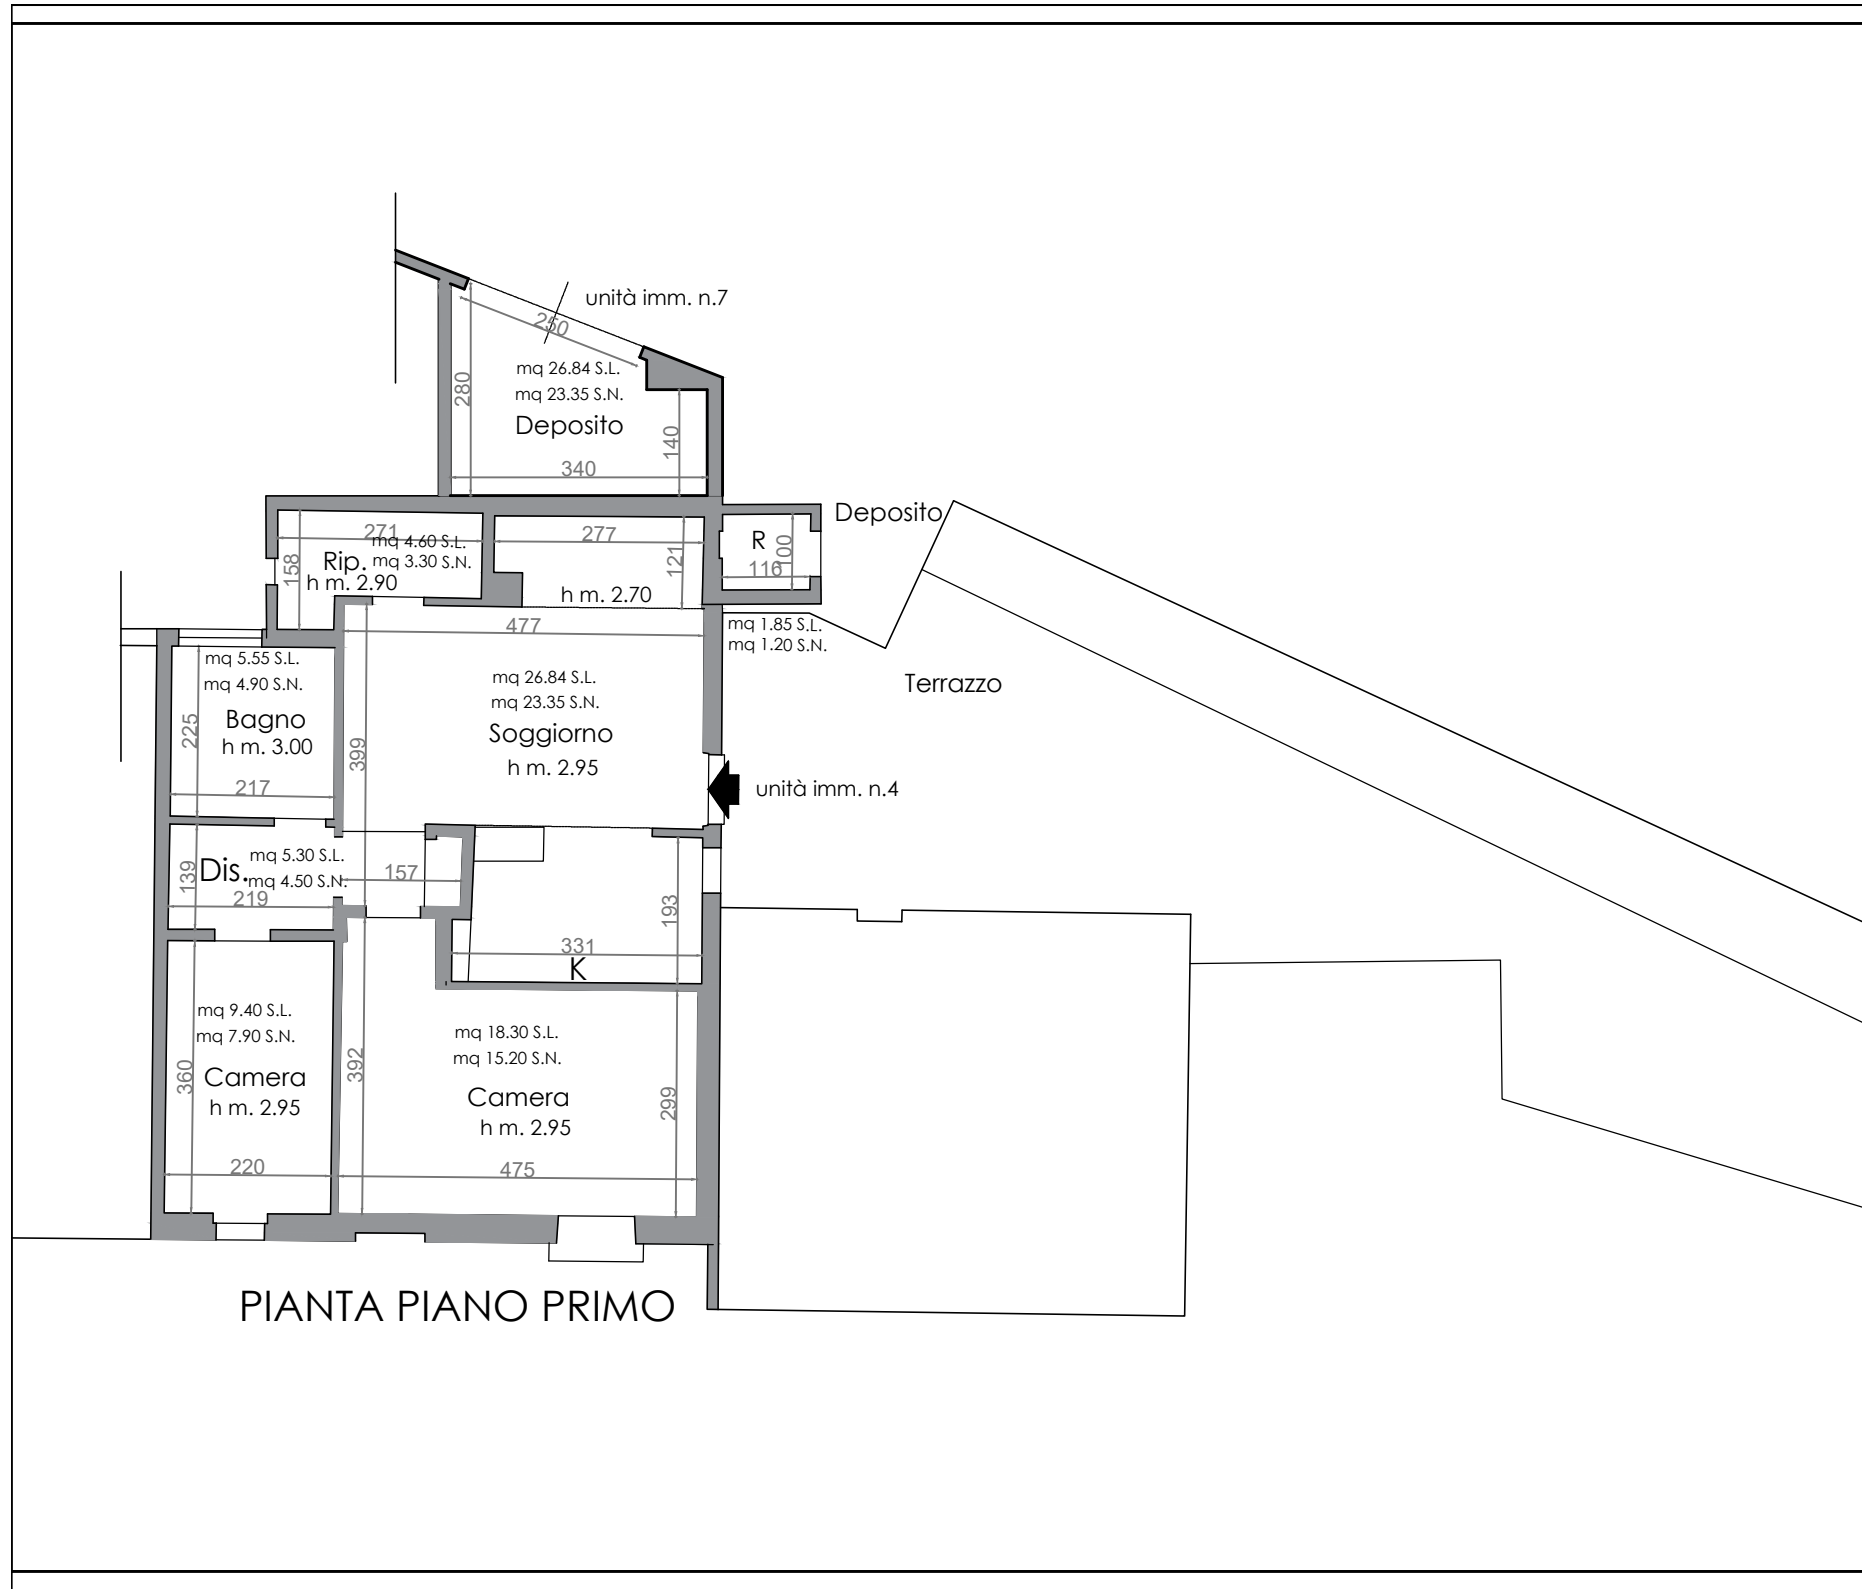 unità imm. n.7
250
mq 26.84 S.L.
mq 23.35 S.N.
280
Deposito
140
340
Deposito
271
mq 4.60 S.L.
277
R
100
Rip.
mq 3.30 S.N.
158
121
116
h m. 2.90
h m. 2.70
477
mq 1.85 S.L.
mq 1.20 S.N.
mq 5.55 S.L.
mq 4.90 S.N.
mq 26.84 S.L.
mq 23.35 S.N.
Terrazzo
Bagno
225
h m. 3.00
399
Soggiorno
h m. 2.95
217
unità imm. n.4
mq 5.30 S.L.
Dis.
mq 4.50 S.N.
139
157
219
193
331
K
mq 9.40 S.L.
mq 7.90 S.N.
mq 18.30 S.L.
mq 15.20 S.N.
360
Camera
h m. 2.95
392
Camera
h m. 2.95
299
220
475
PIANTA PIANO PRIMO